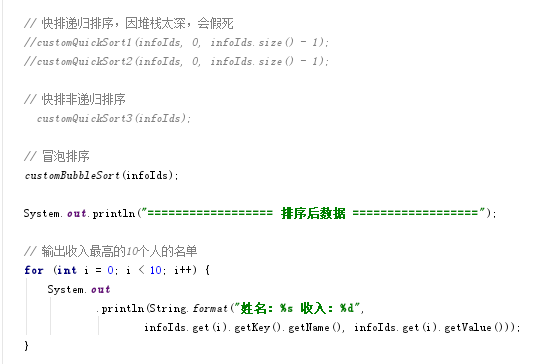 // 快排递归排序，因堆栈太深，会假死
//customQuickSort1(infoIds, 0, infoIds.size() - 1);
//customQuickSort2(infoIds, 0, infoIds.size() - 1);
// 快排非递归排序
customQuickSort3(infoIds);
// 冒泡排序
customBubbleSort(infoIds);
System.out.println("================== 排序后数据 ==================");
// 输出收入最高的10个人的名单
for (int i = 0; i < 10; i++) {
System.out
.println(String.format("姓名：%s 收入：%d",
infoIds.get(i).getKey().getName(), infoIds.get(i).getValue()));
}